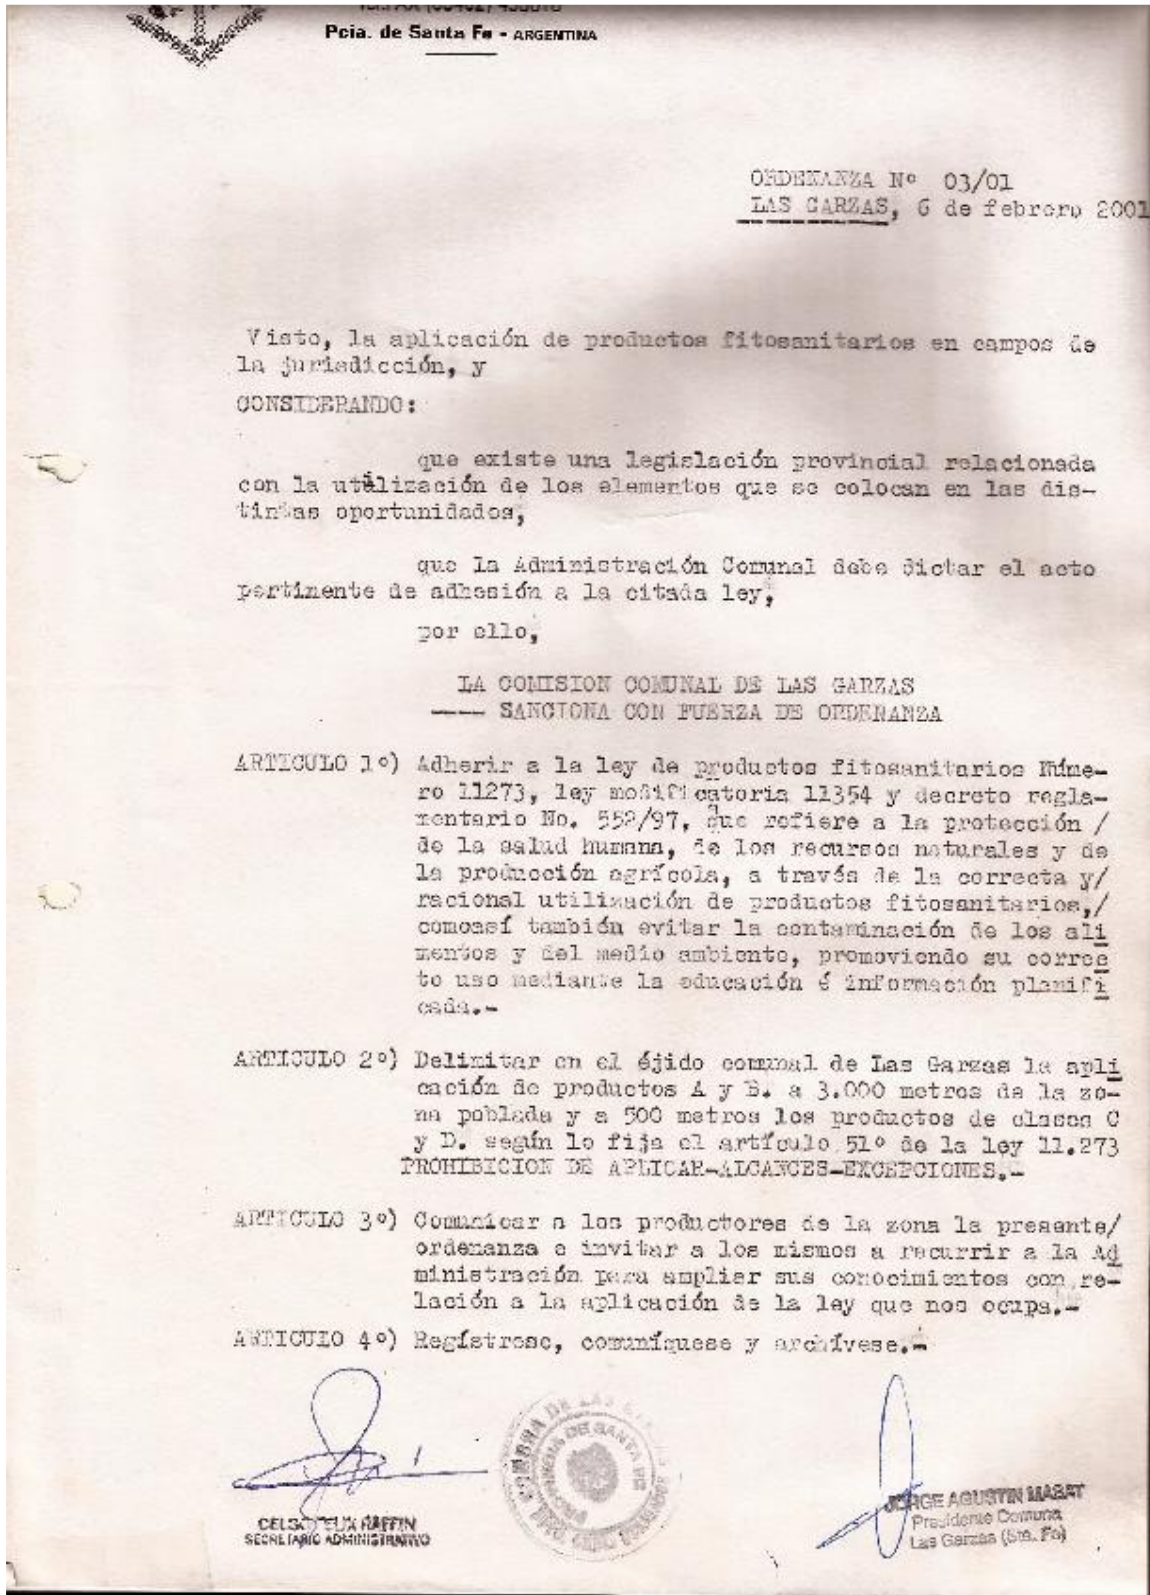 Pcia. de Santa Fe - ARGENTINA
ORDENANZA Nº 03/01
LAS GARZAS, 6 de febrero 2001
Visto, la aplicación de productos fitosanitarios en campos de
la jurisdicción, y
CONSIDERANDO:
que existe una legislación provincial relacionada
con la utilización de los elementos que se colocan en las dis-
tintas oportunidades,
que la Administración Comunal debe dictar el acto
pertinente de adhesión a la citada ley,
por ello,
LA COMISION COMUNAL DE LAS GARZAS
---- SANCIONA CON FUERZA DE ORDENANZA
ARTICULO 1º) Adherir a la ley de productos fitosanitarios Núme-
ro 11273, ley modificatoria 11354 y decreto regla-
mentario No. 552/97, que refiere a la protección /
de la salud humana, de los recursos naturales y de
la producción agrícola, a través de la correcta y/
racional utilización de productos fitosanitarios,/
comoasí también evitar la contaminación de los ali
mentos y del medio ambiente, promoviendo su correc
to uso mediante la educación é información planifi
cada.-
ARTICULO 2º) Delimitar en el éjido comunal de Las Garzas la apli
cación de productos A y B. a 3.000 metros de la zo-
na poblada y a 500 metros los productos de clases C
y D. según lo fija el artículo 51º de la ley 11.273
PROHIBICION DE APLICAR-ALCANCES-EXCEPCIONES.-
ARTICULO 3º) Comunicar a los productores de la zona la presente/
ordenanza e invitar a los mismos a recurrir a la Ad
ministración para ampliar sus conocimientos con re-
lación a la aplicación de la ley que nos ocupa.-
ARTICULO 4º) Regístrese, comuníquese y archívese.-
SECRETARIO ADMINISTRATIVO
JORGE AGUSTIN MABAT
Presidente Comuna
Las Garzas (Sta. Fe)